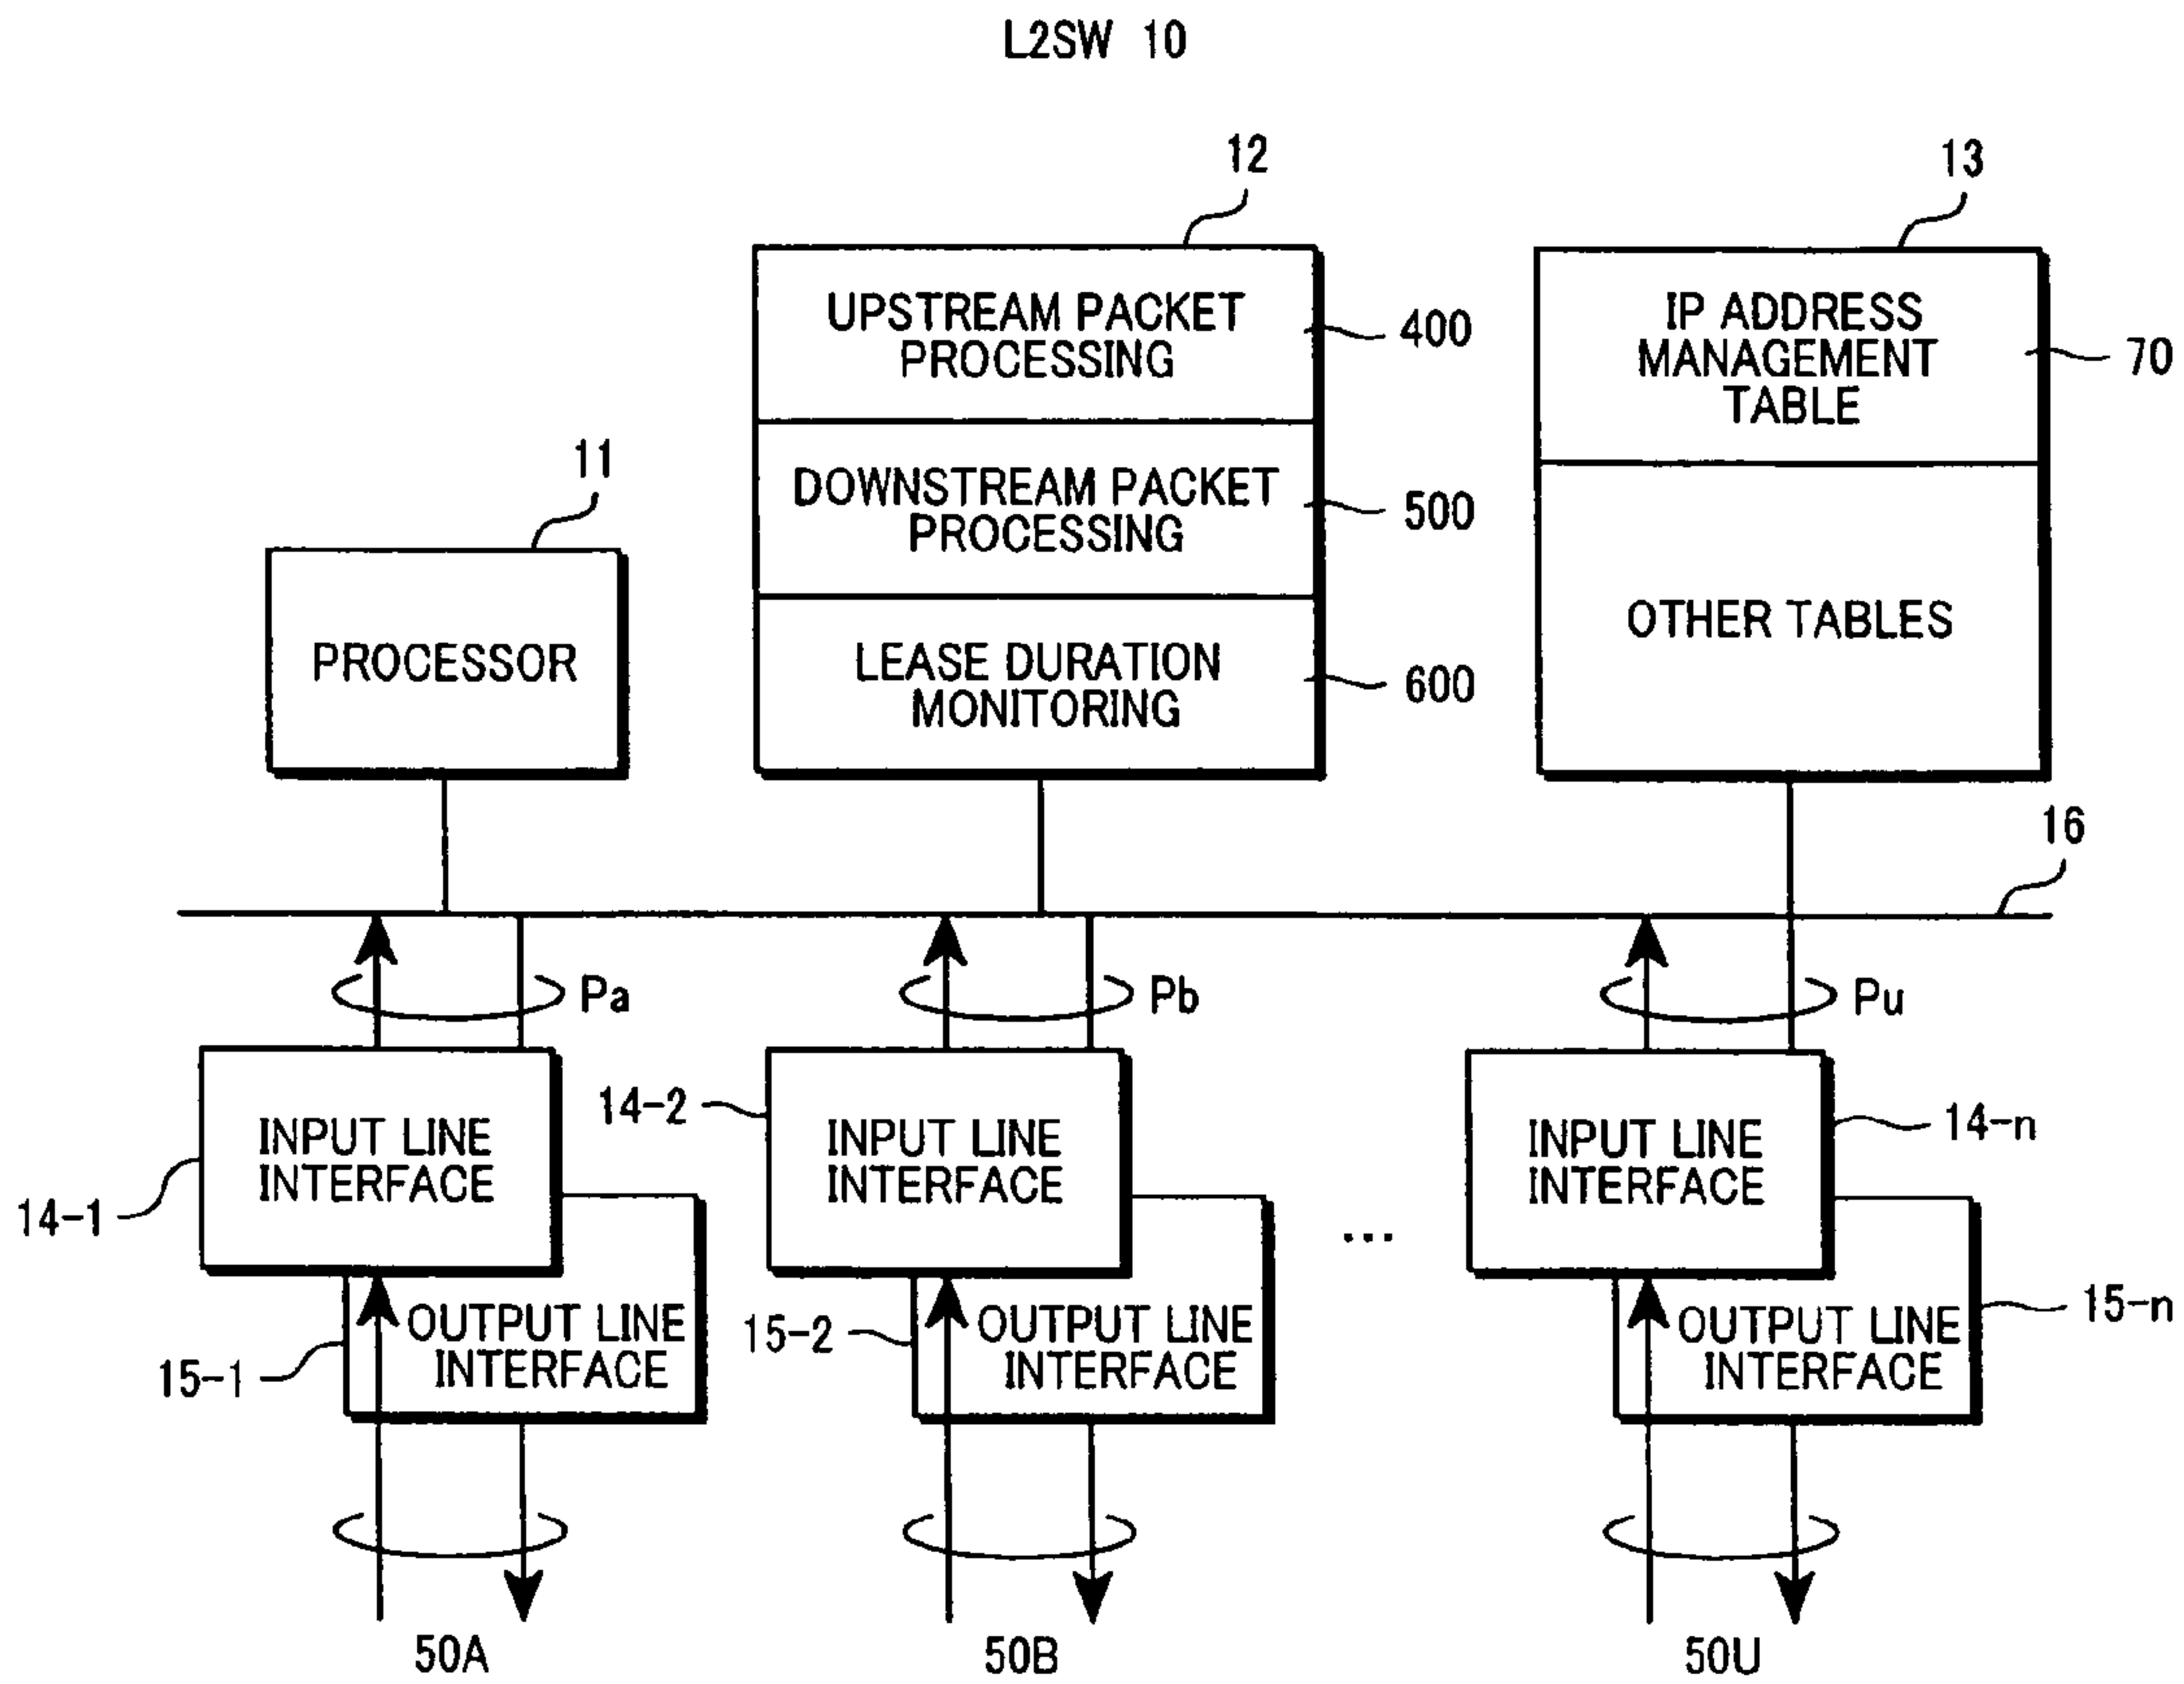 L2SW 10
12
13
UPSTREAM PACKET
PROCESSING
400
IP ADDRESS
MANAGEMENT
TABLE
70
11
DOWNSTREAM PACKET
PROCESSING
500
PROCESSOR
LEASE DURATION
MONITORING
600
OTHER TABLES
16
Pa
Pb
Pu
14-1
INPUT LINE
INTERFACE
14-2
INPUT LINE
INTERFACE
...
INPUT LINE
INTERFACE
14-n
15-1
OUTPUT LINE
INTERFACE
15-2
OUTPUT LINE
INTERFACE
OUTPUT LINE
INTERFACE
15-n
50A
50B
50U